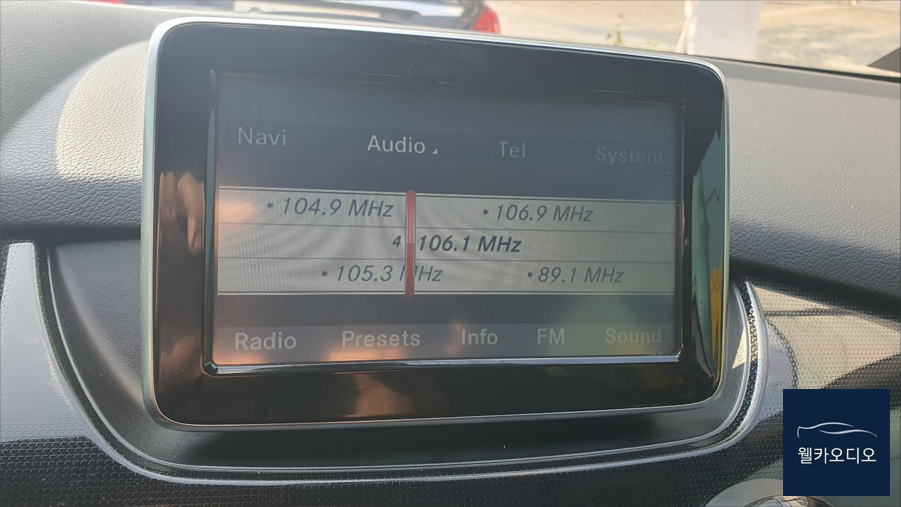 Navi Audio Tel System
• 104.9 MHz • 106.9 MHz
4 106.1 MHz
• 105.3 MHz • 89.1 MHz
Radio Presets Info FM Sound
웰카오디오